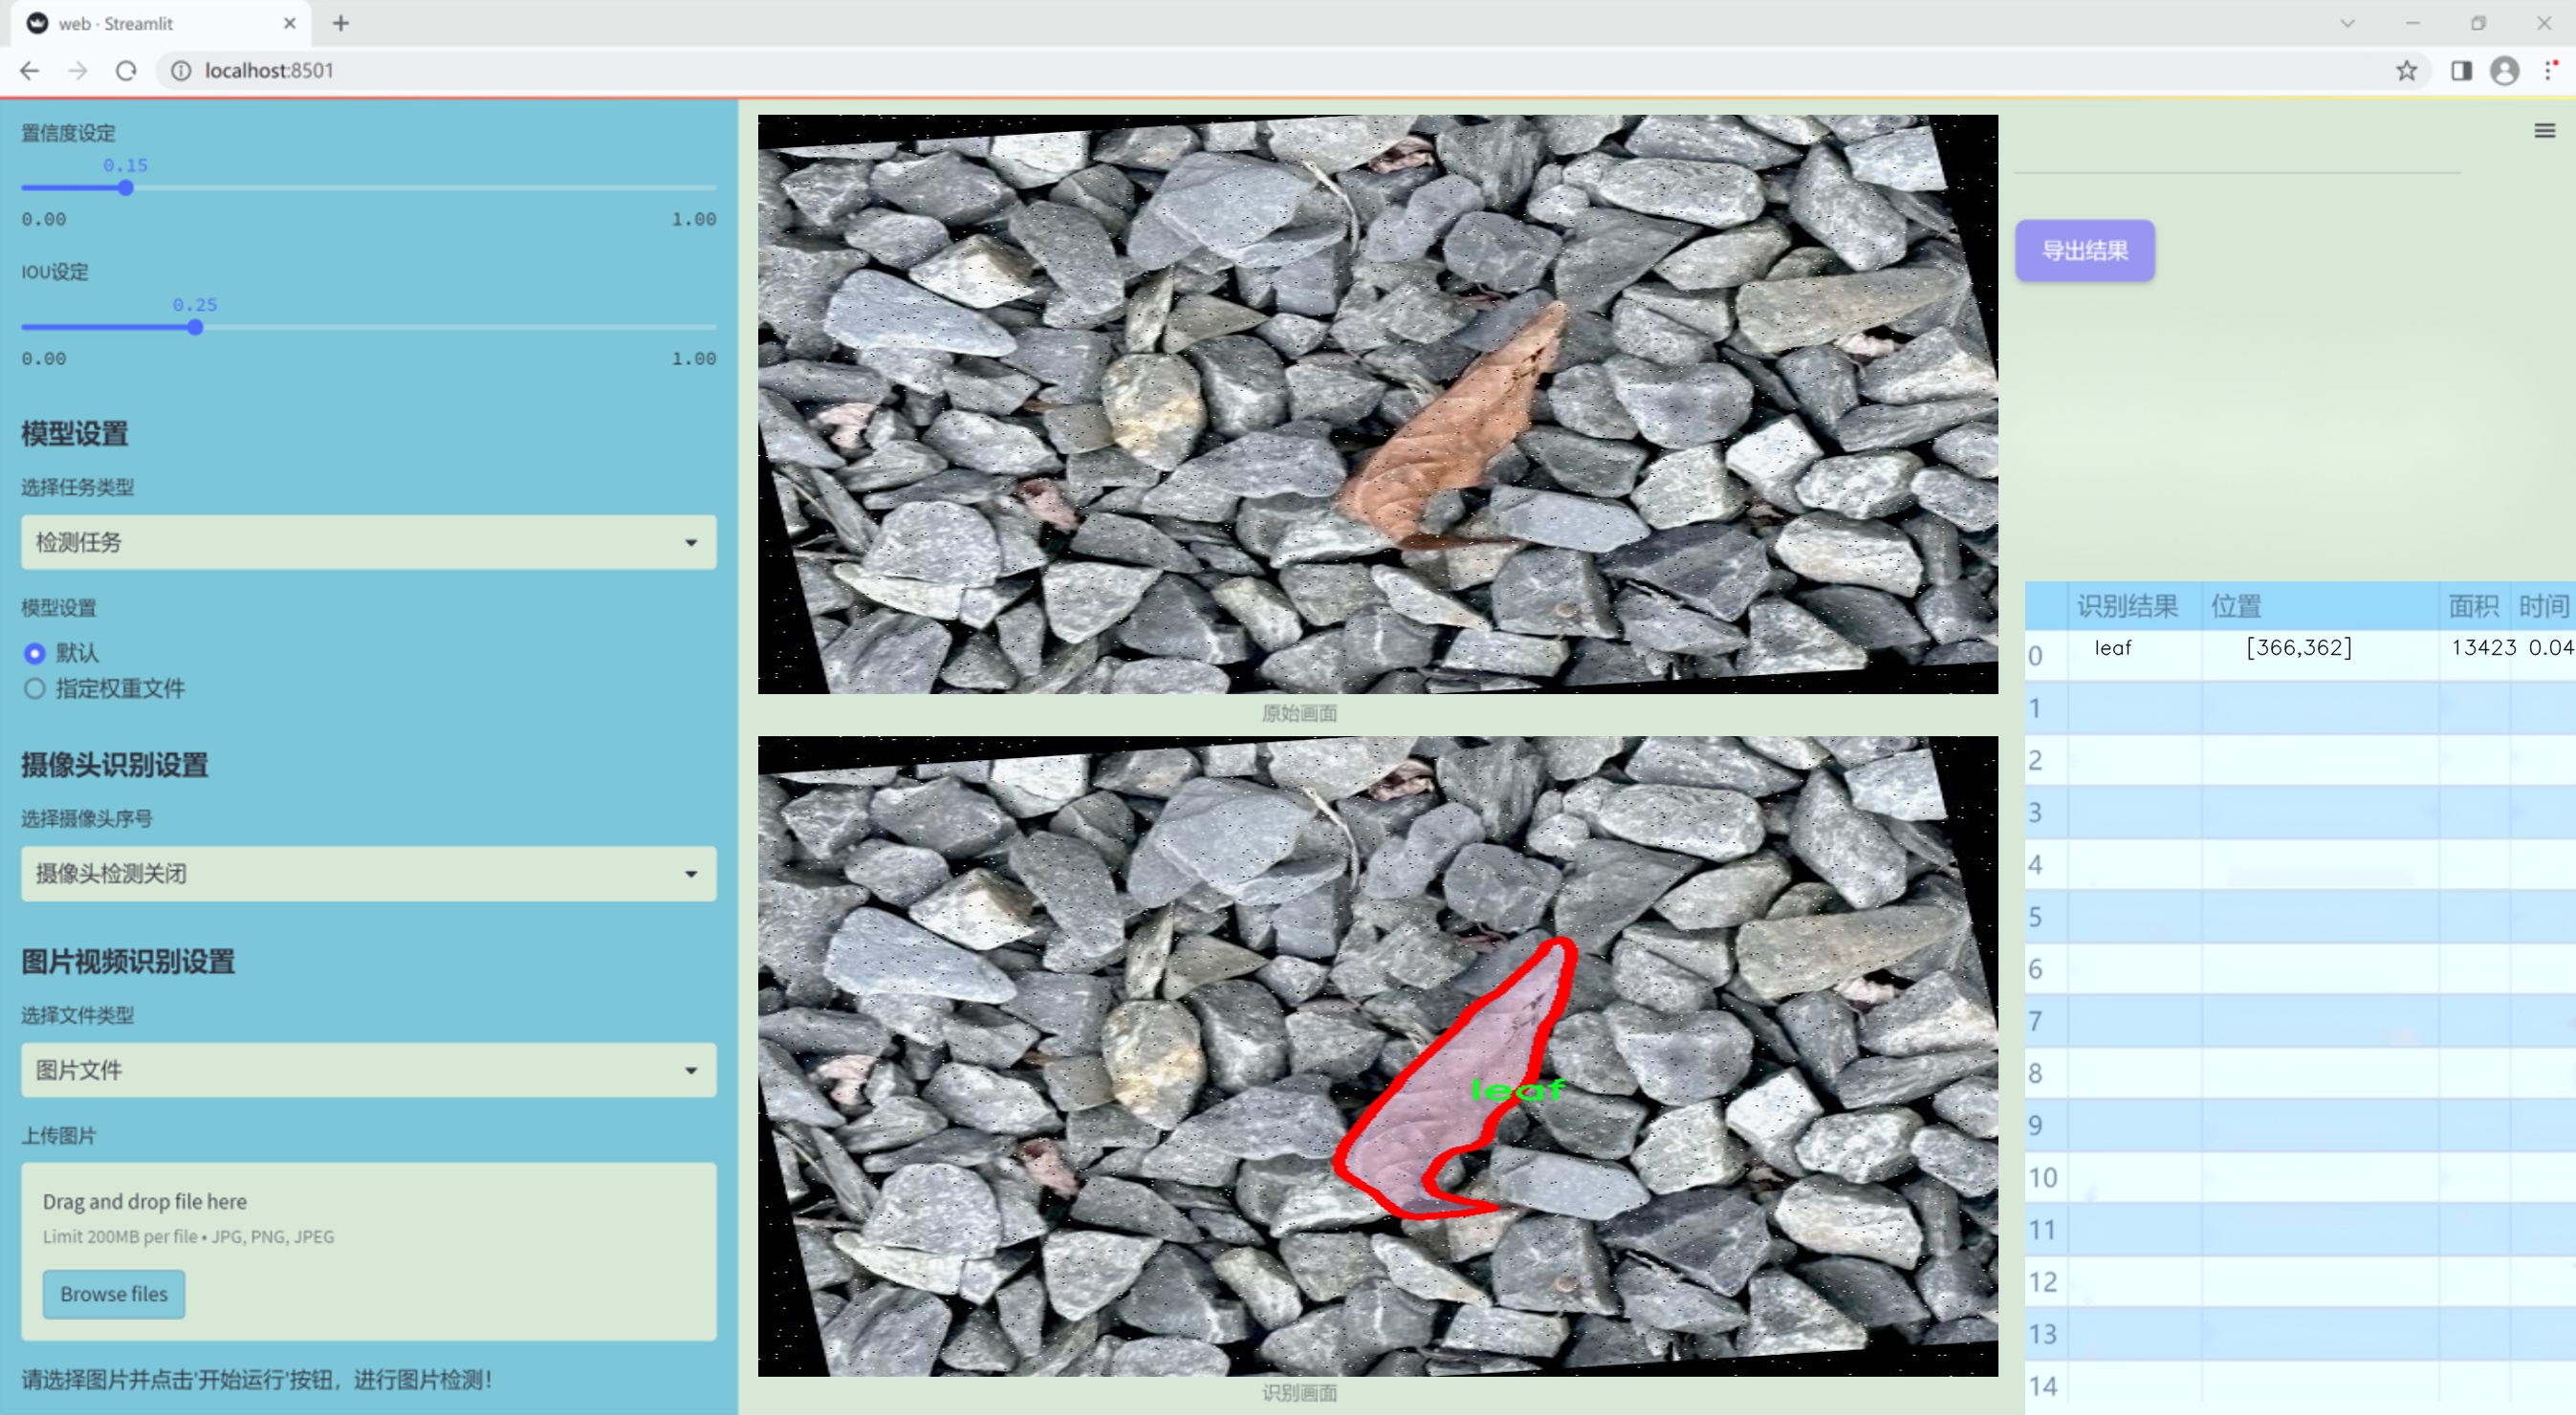 web · Streamlit
localhost:8501
置信度设定
0.15
0.00 1.00
IOU设定
0.25
0.00 1.00
模型设置
选择任务类型
检测任务
模型设置
默认
指定权重文件
摄像头识别设置
选择摄像头序号
摄像头检测关闭
图片视频识别设置
选择文件类型
图片文件
上传图片
Drag and drop file here
Limit 200MB per file • JPG, PNG, JPEG
Browse files
请选择图片并点击'开始运行'按钮，进行图片检测!
原始画面
leaf
识别画面
导出结果
识别结果 位置 面积 时间
0 leaf [366,362] 13423 0.04
1
2
3
4
5
6
7
8
9
10
11
12
13
14